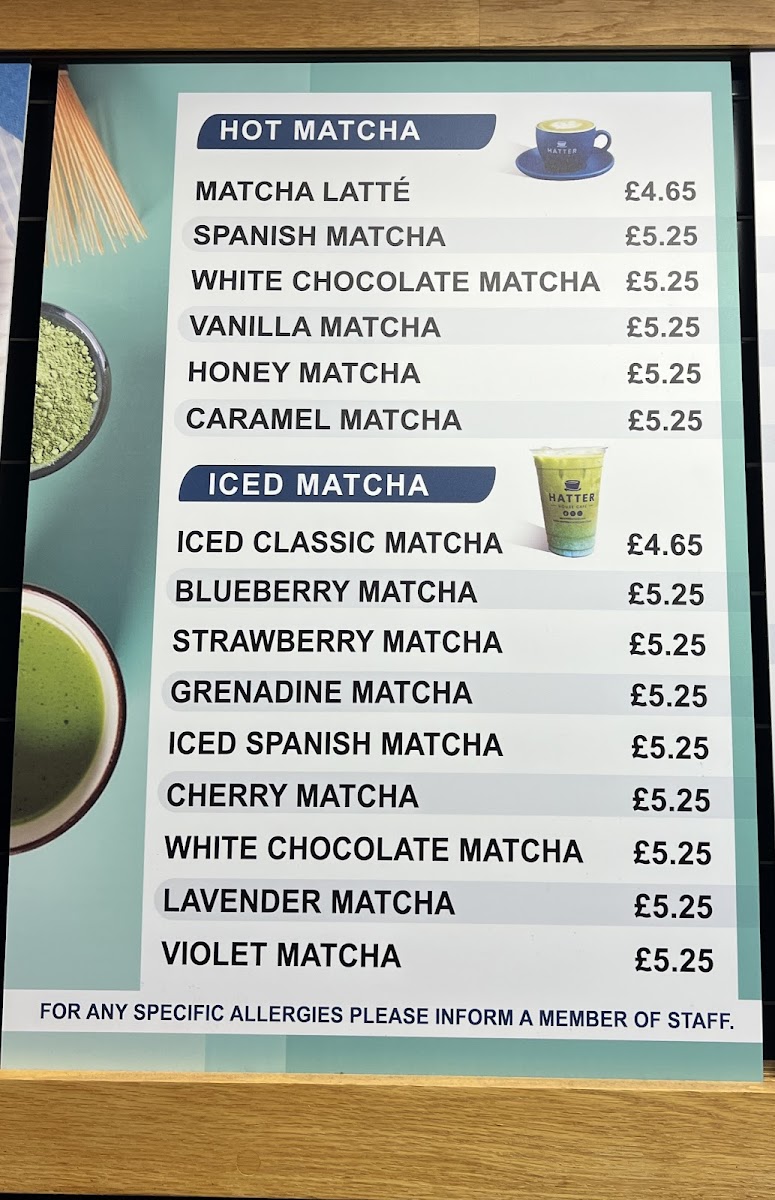 HOT MATCHA
HATTER
MATCHA LATTÉ £4.65
SPANISH MATCHA £5.25
WHITE CHOCOLATE MATCHA £5.25
VANILLA MATCHA £5.25
HONEY MATCHA £5.25
CARAMEL MATCHA £5.25
ICED MATCHA
HATTER
ICED CLASSIC MATCHA £4.65
BLUEBERRY MATCHA £5.25
STRAWBERRY MATCHA £5.25
GRENADINE MATCHA £5.25
ICED SPANISH MATCHA £5.25
CHERRY MATCHA £5.25
WHITE CHOCOLATE MATCHA £5.25
LAVENDER MATCHA £5.25
VIOLET MATCHA £5.25
FOR ANY SPECIFIC ALLERGIES PLEASE INFORM A MEMBER OF STAFF.